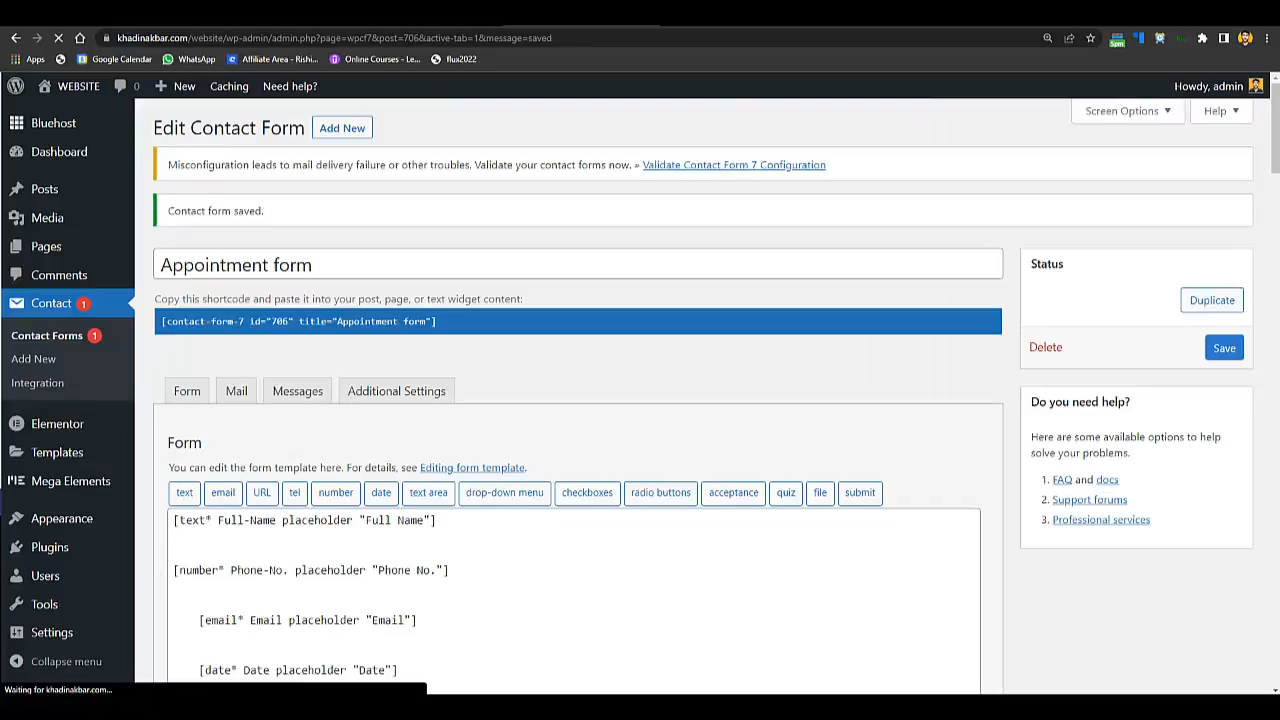 khadinakbar.com/website/wp-admin/admin.php?page=wpcf7&post=706&active-tab=1&message=saved
Apps Google Calendar WhatsApp Affiliate Area - Rishi... Online Courses - Le... flux2022
WEBSITE 0 New Caching Need help? Howdy, admin
Screen Options Help
Edit Contact Form Add New
Misconfiguration leads to mail delivery failure or other troubles. Validate your contact forms now. » Validate Contact Form 7 Configuration
Contact form saved.
Bluehost
Dashboard
Posts
Media
Pages
Comments
Contact 1
Contact Forms 1
Add New
Integration
Elementor
Templates
Mega Elements
Appearance
Plugins
Users
Tools
Settings
Collapse menu
Appointment form
Copy this shortcode and paste it into your post, page, or text widget content:
[contact-form-7 id="706" title="Appointment form"]
Form Mail Messages Additional Settings
Form
You can edit the form template here. For details, see Editing form template.
text email URL tel number date text area drop-down menu checkboxes radio buttons acceptance quiz file submit
[text* Full-Name placeholder "Full Name"]
[number* Phone-No. placeholder "Phone No."]
[email* Email placeholder "Email"]
[date* Date placeholder "Date"]
Status
Duplicate
Delete Save
Do you need help?
Here are some available options to help
solve your problems.
1. FAQ and docs
2. Support forums
3. Professional services
Waiting for khadinakbar.com...